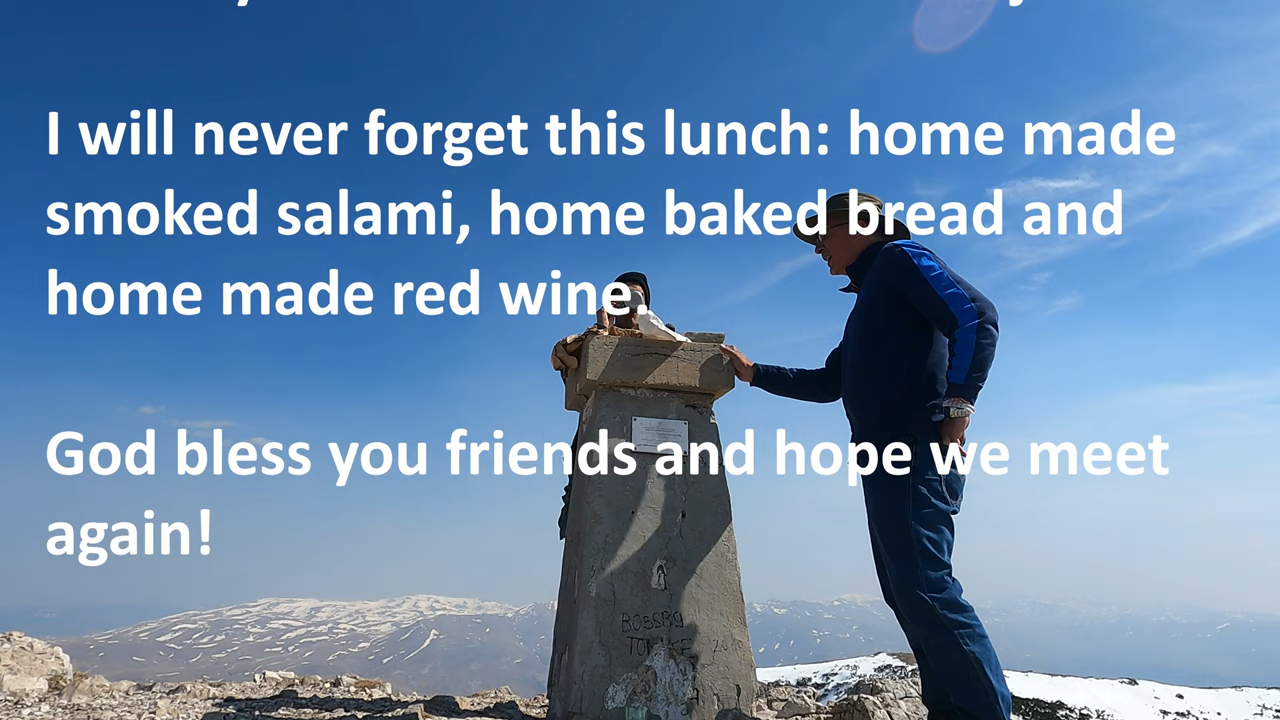 I will never forget this lunch: home made
smoked salami, home baked bread and
home made red wine.
God bless you friends and hope we meet
again!